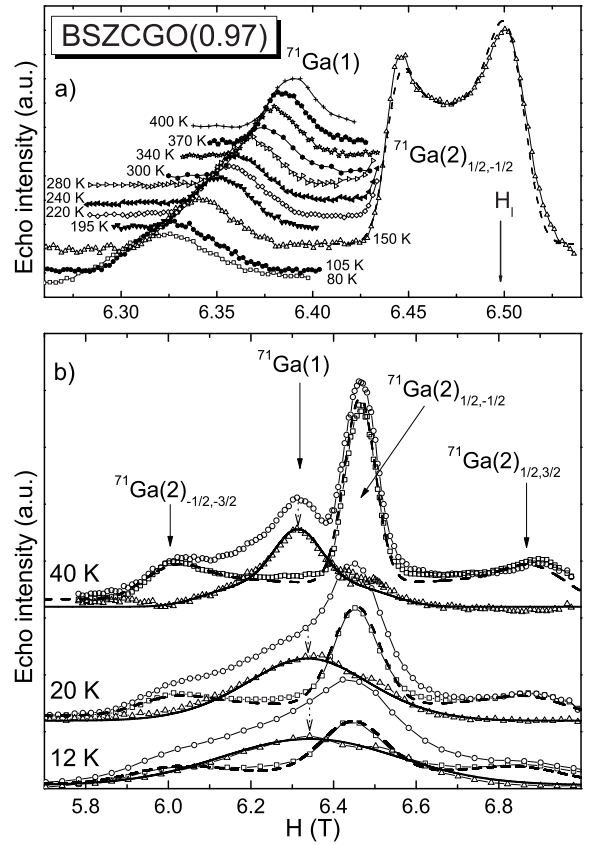 BSZCGO(0.97)
a)
Echo intensity (a.u.)
⁷¹Ga(1)
400 K
370 K
340 K
300 K
280 K
240 K
220 K
195 K
150 K
105 K
80 K
⁷¹Ga(2)1/2,-1/2
HI
6.30 6.35 6.40 6.45 6.50
b)
Echo intensity (a.u.)
⁷¹Ga(1)
⁷¹Ga(2)1/2,-1/2
⁷¹Ga(2)-1/2,-3/2
⁷¹Ga(2)1/2,3/2
40 K
20 K
12 K
5.8 6.0 6.2 6.4 6.6 6.8
H (T)